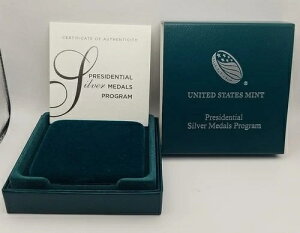 CERTIFICATE OF AUTHENTICITY
PRESIDENTIAL
Silver MEDALS
PROGRAM
UNITED STATES MINT
Presidential
Silver Medals Program